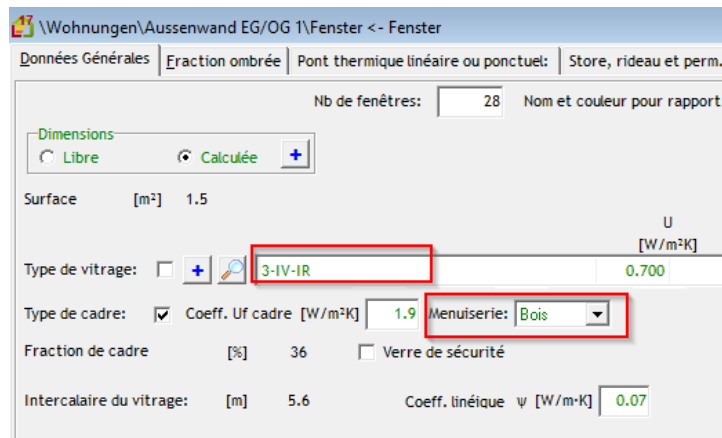 17 \Wohnungen\Aussenwand EG/OG 1\Fenster <- Fenster
Données Générales Fraction ombrée Pont thermique linéaire ou ponctuel: Store, rideau et perm.
Nb de fenêtres: 28 Nom et couleur pour rapport
Dimensions
Libre Calculée +
Surface [m²] 1.5
U
[W/m²K]
Type de vitrage: + 3-IV-IR 0.700
Type de cadre: Coeff. Uf cadre [W/m²K] 1.9 Menuiserie: Bois
Fraction de cadre [%] 36 Verre de sécurité
Intercalaire du vitrage: [m] 5.6 Coeff. linéique ψ [W/m·K] 0.07